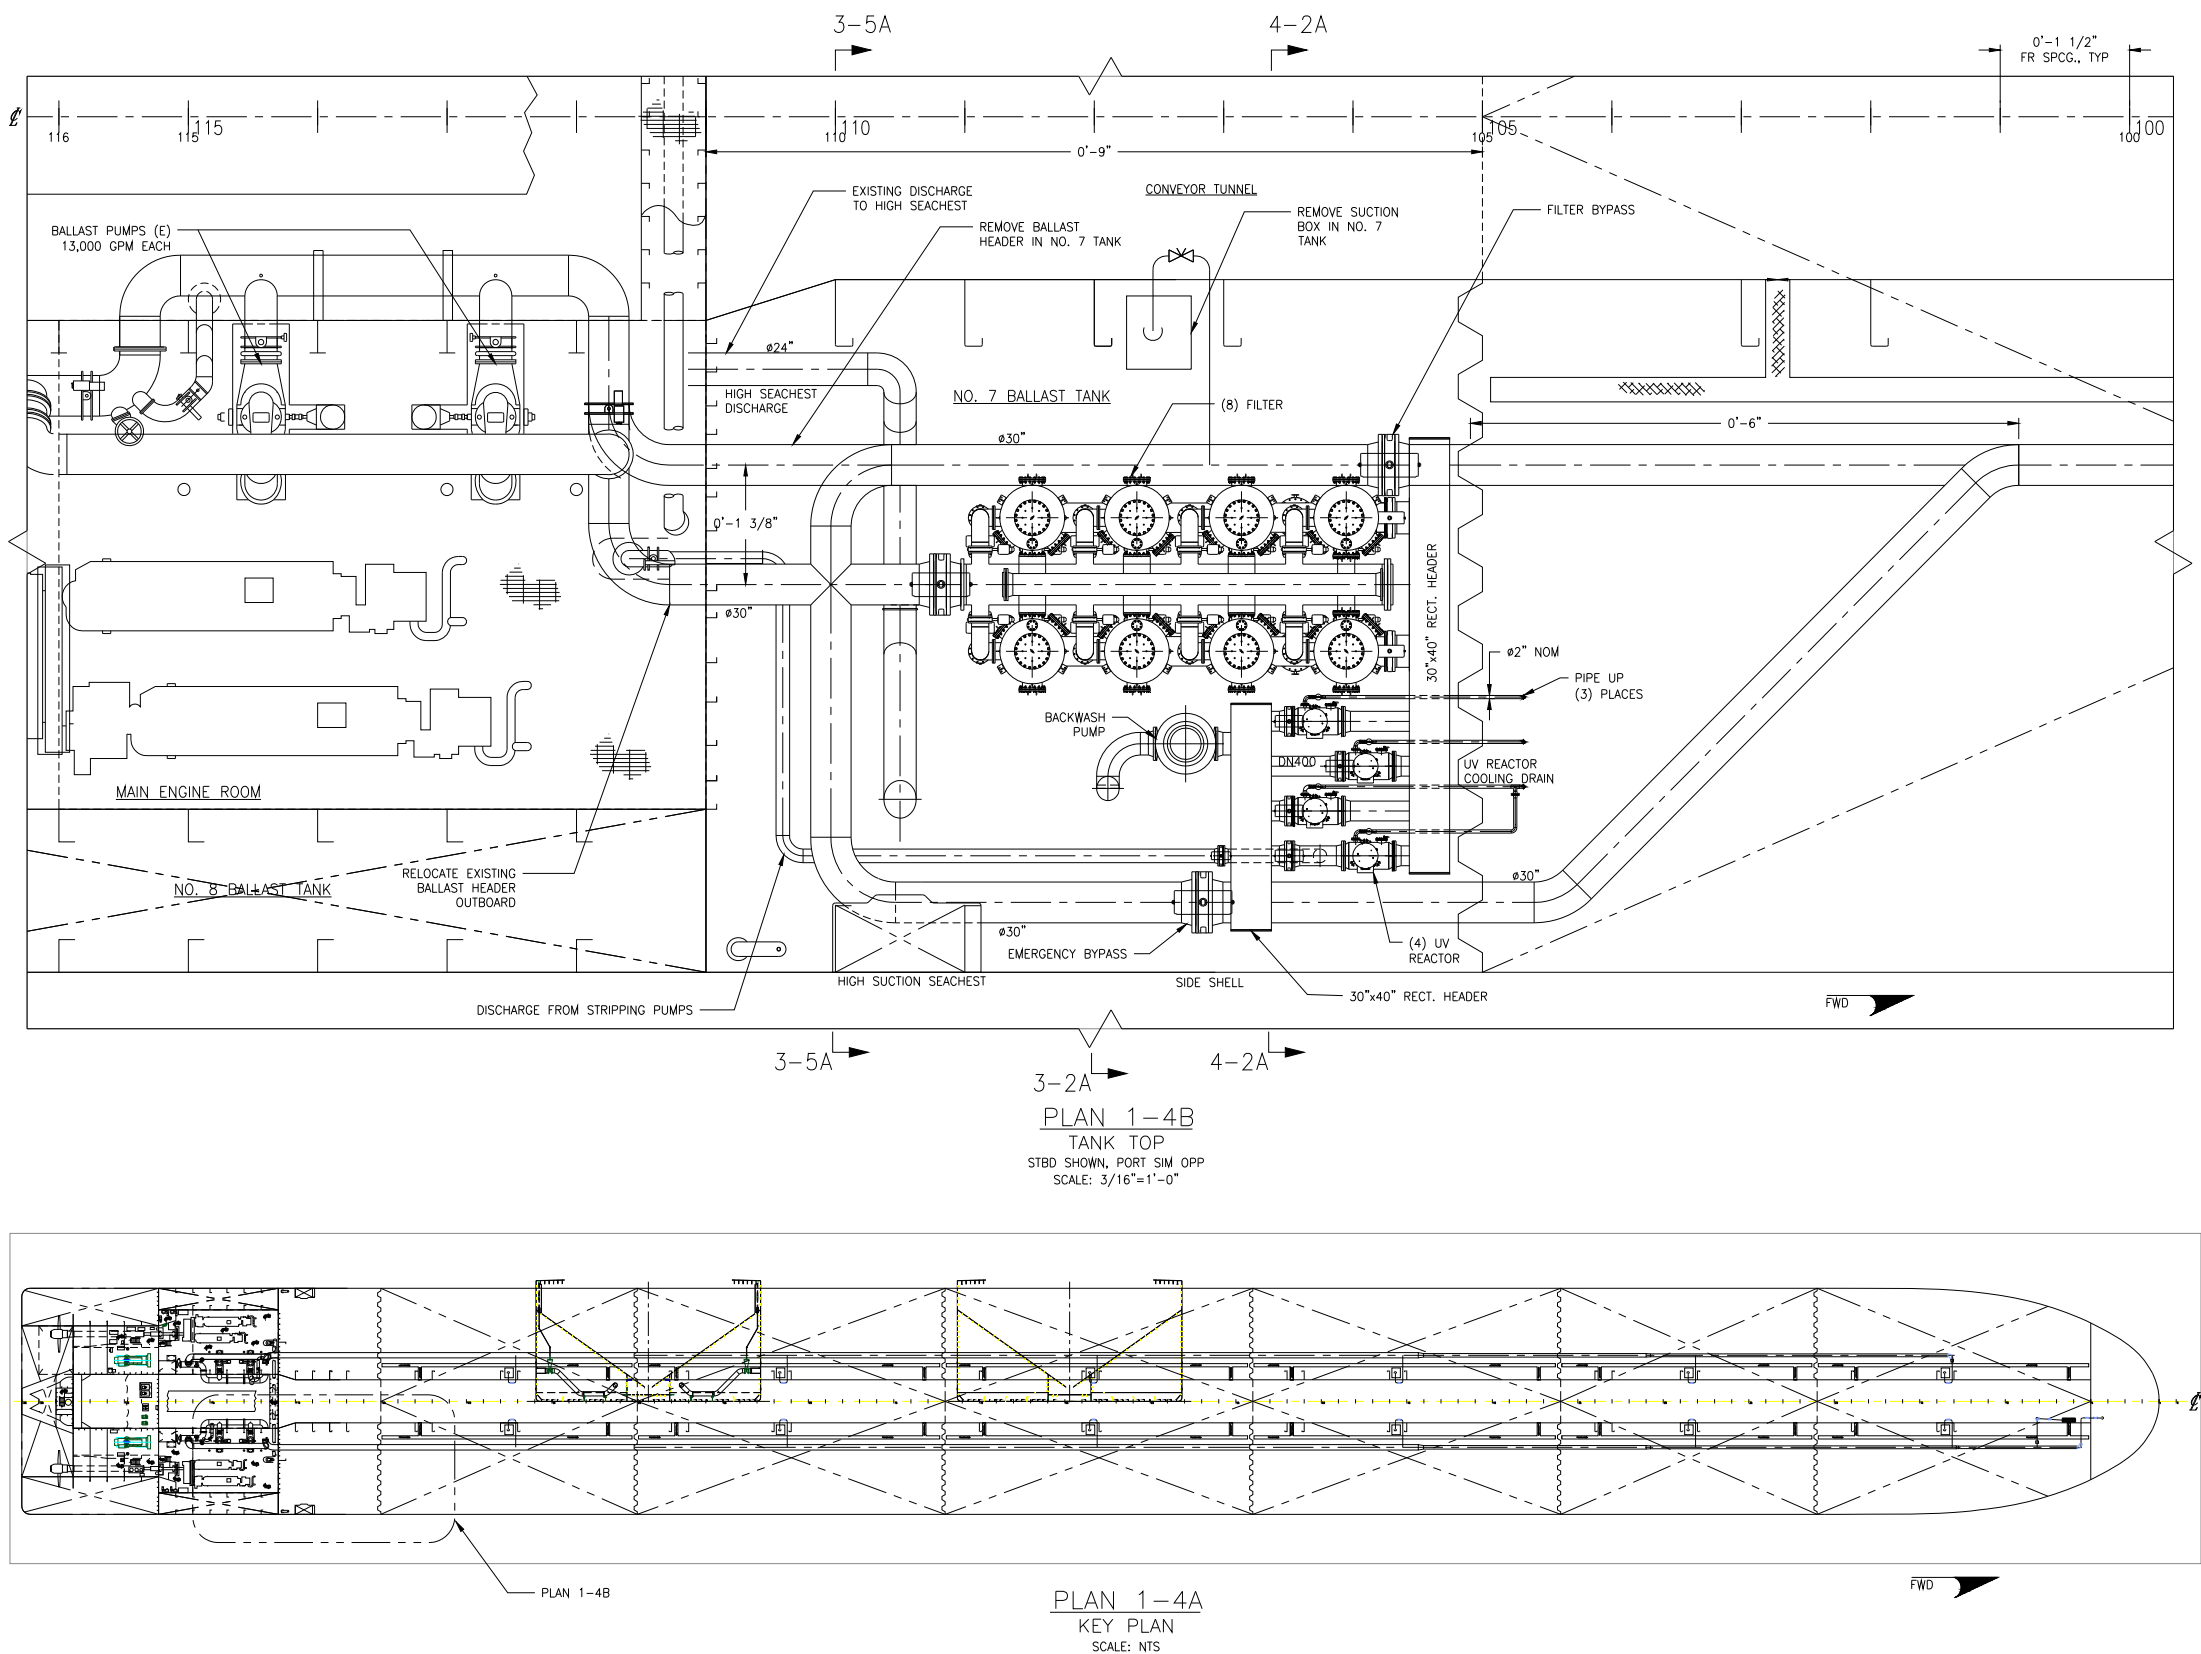 3-5A
4-2A
0'-1 1/2"
FR SPCG., TYP
℄
116
115
115
110
110
105
105
100
100
0'-9"
EXISTING DISCHARGE
TO HIGH SEACHEST
CONVEYOR TUNNEL
REMOVE BALLAST
HEADER IN NO. 7 TANK
REMOVE SUCTION
BOX IN NO. 7
TANK
FILTER BYPASS
BALLAST PUMPS (E)
13,000 GPM EACH
ø24"
HIGH SEACHEST
DISCHARGE
NO. 7 BALLAST TANK
(8) FILTER
0'-6"
ø30"
0'-1 3/8"
30"x40" RECT. HEADER
ø30"
ø2" NOM
PIPE UP
(3) PLACES
BACKWASH
PUMP
DN400
UV REACTOR
COOLING DRAIN
MAIN ENGINE ROOM
RELOCATE EXISTING
BALLAST HEADER
OUTBOARD
NO. 8 BALLAST TANK
ø30"
ø30"
EMERGENCY BYPASS
(4) UV
REACTOR
HIGH SUCTION SEACHEST
SIDE SHELL
30"x40" RECT. HEADER
DISCHARGE FROM STRIPPING PUMPS
FWD
3-5A
3-2A
4-2A
PLAN 1-4B
TANK TOP
STBD SHOWN, PORT SIM OPP
SCALE: 3/16"=1'-0"
℄
PLAN 1-4B
FWD
PLAN 1-4A
KEY PLAN
SCALE: NTS